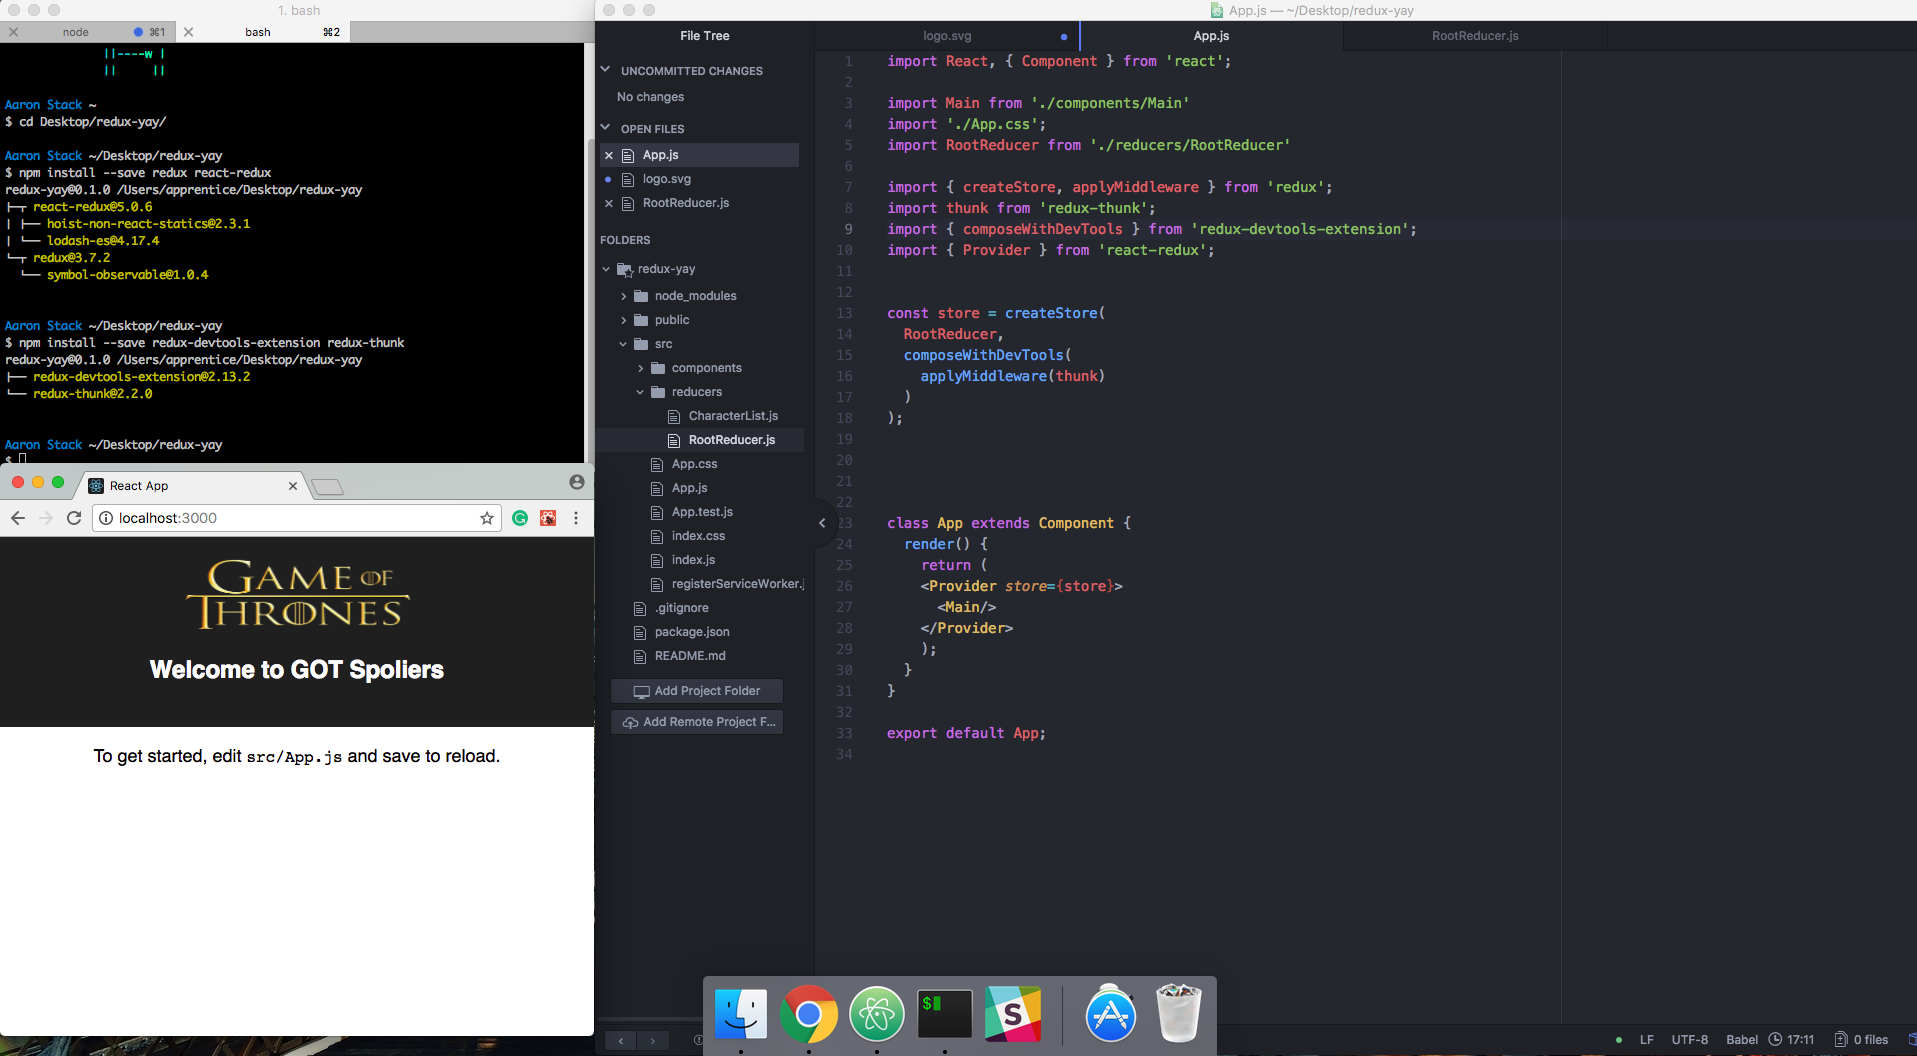 1. bash
node ⌘1
bash ⌘2
||----w |
|| ||
Aaron Stack ~
$ cd Desktop/redux-yay/
Aaron Stack ~/Desktop/redux-yay
$ npm install --save redux react-redux
redux-yay@0.1.0 /Users/apprentice/Desktop/redux-yay
├─┬ react-redux@5.0.6
│ ├── hoist-non-react-statics@2.3.1
│ └── lodash-es@4.17.4
└─┬ redux@3.7.2
└── symbol-observable@1.0.4
Aaron Stack ~/Desktop/redux-yay
$ npm install --save redux-devtools-extension redux-thunk
redux-yay@0.1.0 /Users/apprentice/Desktop/redux-yay
├── redux-devtools-extension@2.13.2
└── redux-thunk@2.2.0
Aaron Stack ~/Desktop/redux-yay
$
React App
localhost:3000
GAME OF
THRONES
Welcome to GOT Spoliers
To get started, edit src/App.js and save to reload.
App.js — ~/Desktop/redux-yay
File Tree
UNCOMMITTED CHANGES
No changes
OPEN FILES
App.js
logo.svg
RootReducer.js
FOLDERS
redux-yay
node_modules
public
src
components
reducers
CharacterList.js
RootReducer.js
App.css
App.js
App.test.js
index.css
index.js
registerServiceWorker.j
.gitignore
package.json
README.md
Add Project Folder
Add Remote Project F...
logo.svg
App.js
RootReducer.js
1 import React, { Component } from 'react';
2
3 import Main from './components/Main'
4 import './App.css';
5 import RootReducer from './reducers/RootReducer'
6
7 import { createStore, applyMiddleware } from 'redux';
8 import thunk from 'redux-thunk';
9 import { composeWithDevTools } from 'redux-devtools-extension';
10 import { Provider } from 'react-redux';
11
12
13 const store = createStore(
14 RootReducer,
15 composeWithDevTools(
16 applyMiddleware(thunk)
17 )
18 );
19
20
21
22
23 class App extends Component {
24 render() {
25 return (
26 <Provider store={store}>
27 <Main/>
28 </Provider>
29 );
30 }
31 }
32
33 export default App;
34
$
S
LF UTF-8 Babel 17:11 0 files